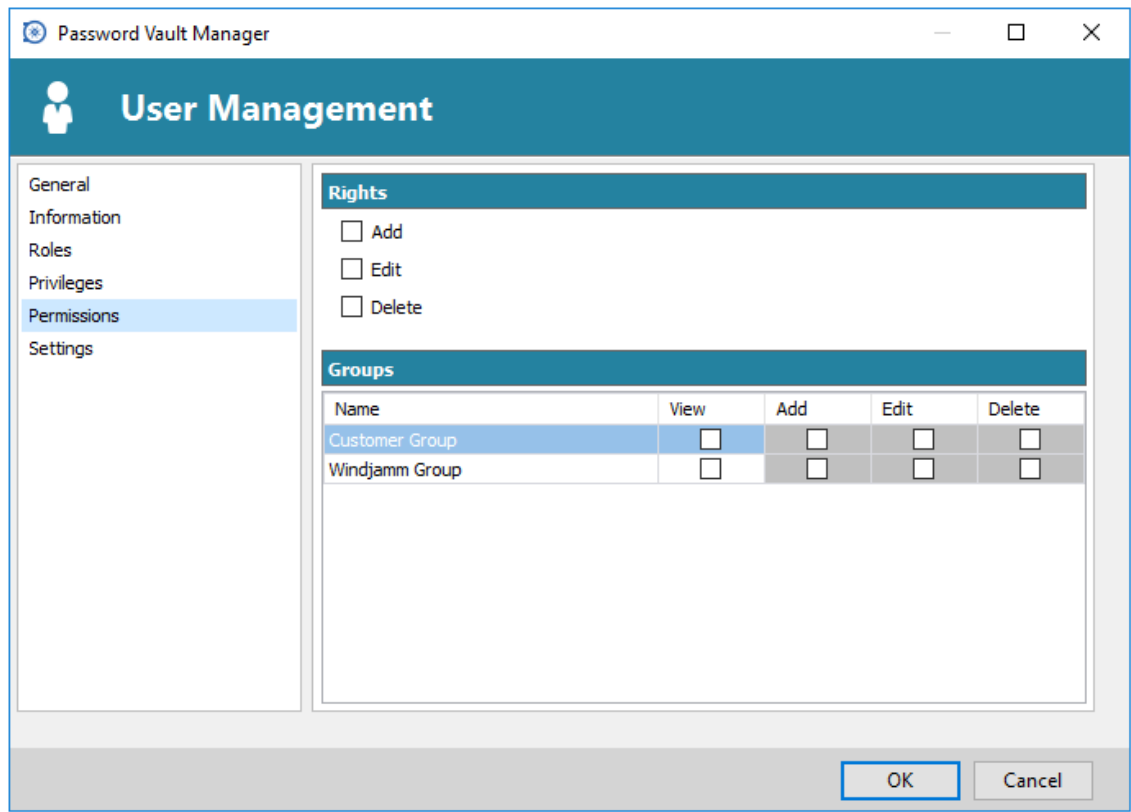 Password Vault Manager
User Management
General
Information
Roles
Privileges
Permissions
Settings
Rights
Add
Edit
Delete
Groups
Name View Add Edit Delete
Customer Group
Windjamm Group
OK Cancel